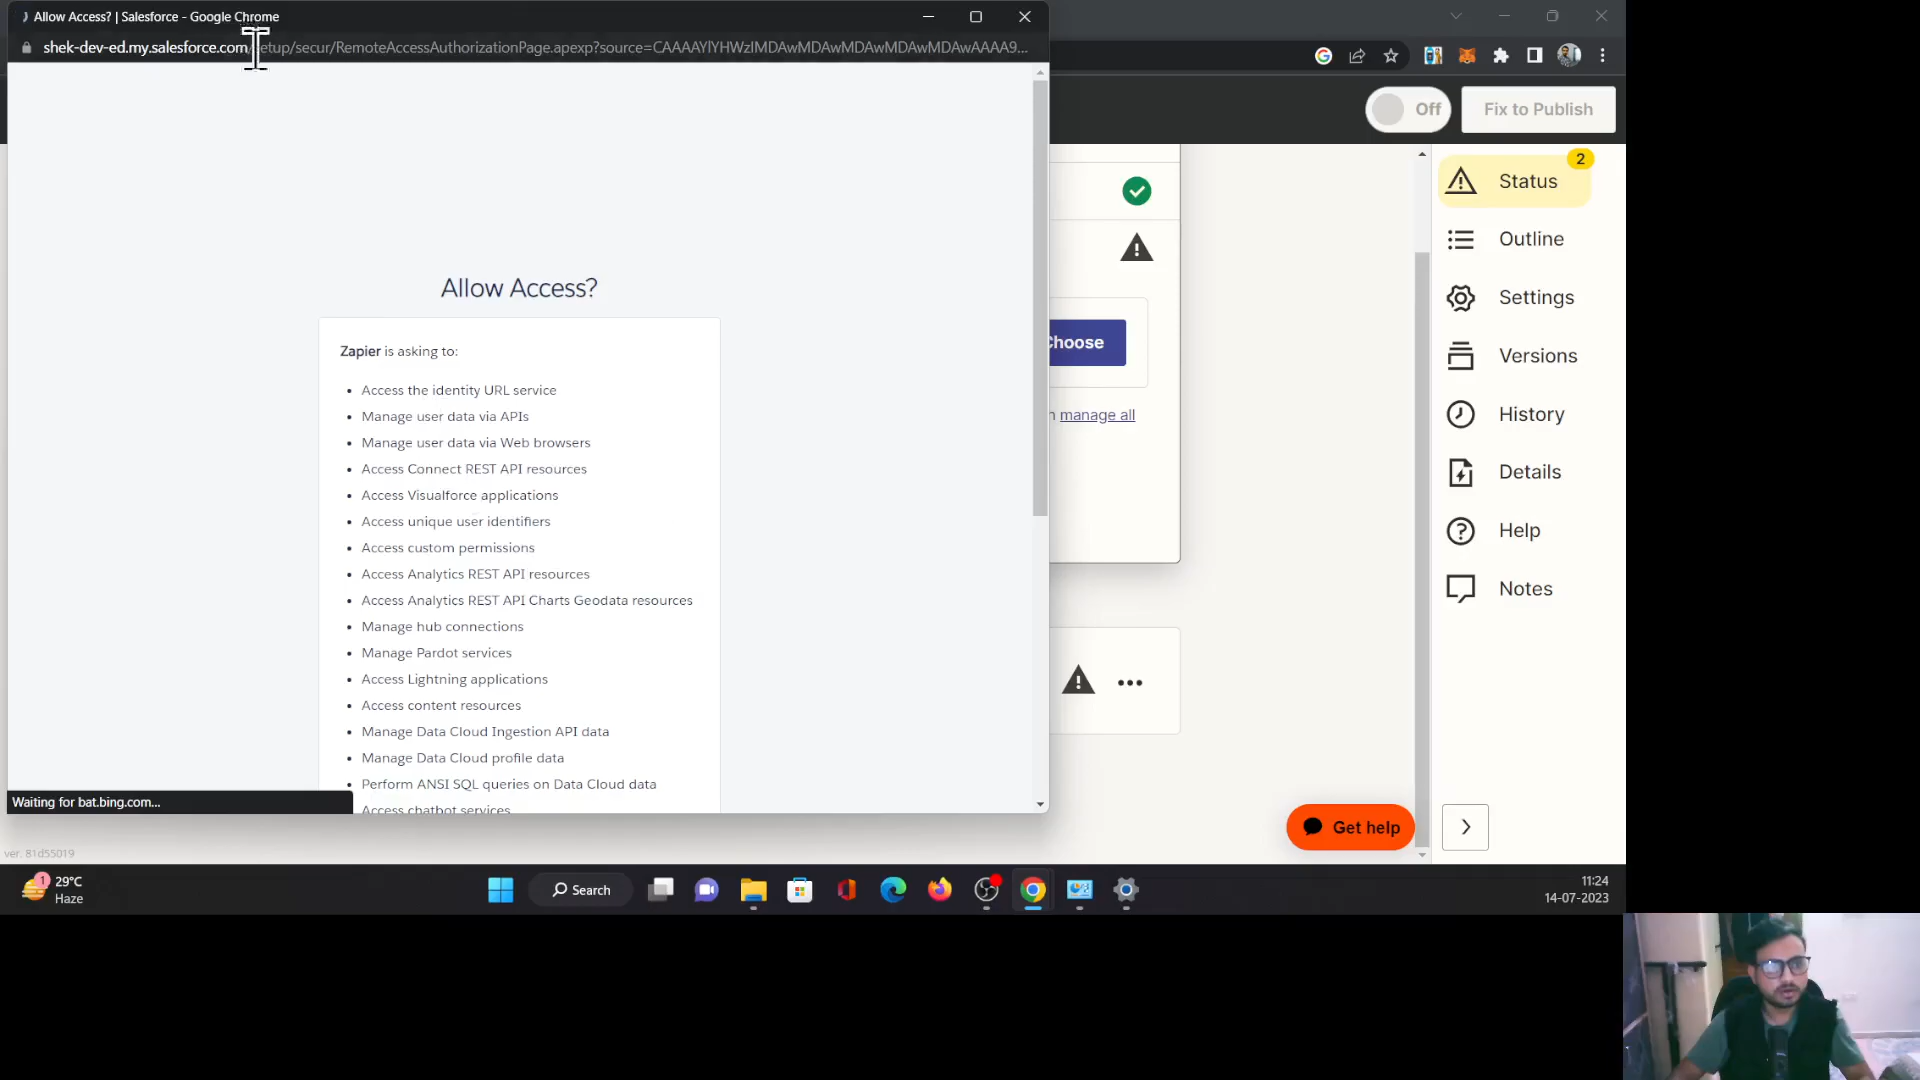 Allow Access? | Salesforce - Google Chrome
shek-dev-ed.my.salesforce.com/setup/secur/RemoteAccessAuthorizationPage.apexp?source=
Off
Fix to Publish
2
Status
Outline
Settings
Versions
History
Details
Help
Notes
Allow Access?
Zapier is asking to:
• Access the identity URL service
• Manage user data via APIs
• Manage user data via Web browsers
• Access Connect REST API resources
• Access Visualforce applications
• Access unique user identifiers
• Access custom permissions
• Access Analytics REST API resources
• Access Analytics REST API Charts Geodata resources
• Manage hub connections
• Manage Pardot services
• Access Lightning applications
• Access content resources
• Manage Data Cloud Ingestion API data
• Manage Data Cloud profile data
• Perform ANSI SQL queries on Data Cloud data
Access chatbot services
Choose
manage all
Waiting for bat.bing.com...
Get help
ver. 81d55019
1
29°C
Haze
Search
11:24
14-07-2023